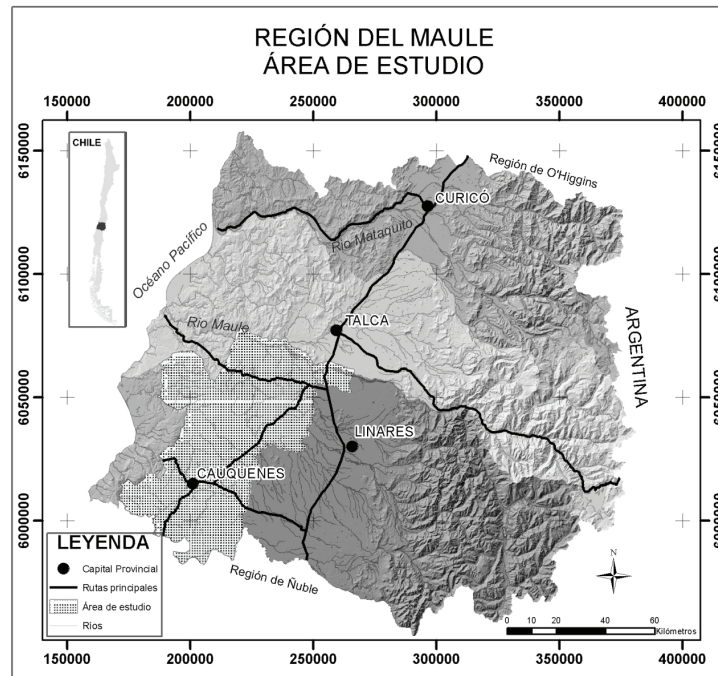 REGIÓN DEL MAULE
ÁREA DE ESTUDIO
150000 200000 250000 300000 350000 400000
6150000 6150000
CHILE
Región de O'Higgins
CURICÓ
Río Mataquito
Océano Pacífico
6100000 6100000
TALCA
Río Maule
ARGENTINA
6050000 6050000
LINARES
CAUQUENES
6000000 6000000
LEYENDA
Capital Provincial
Rutas principales
Área de estudio
Ríos
Región de Ñuble
N
0 10 20 40 60
Kilómetros
150000 200000 250000 300000 350000 400000